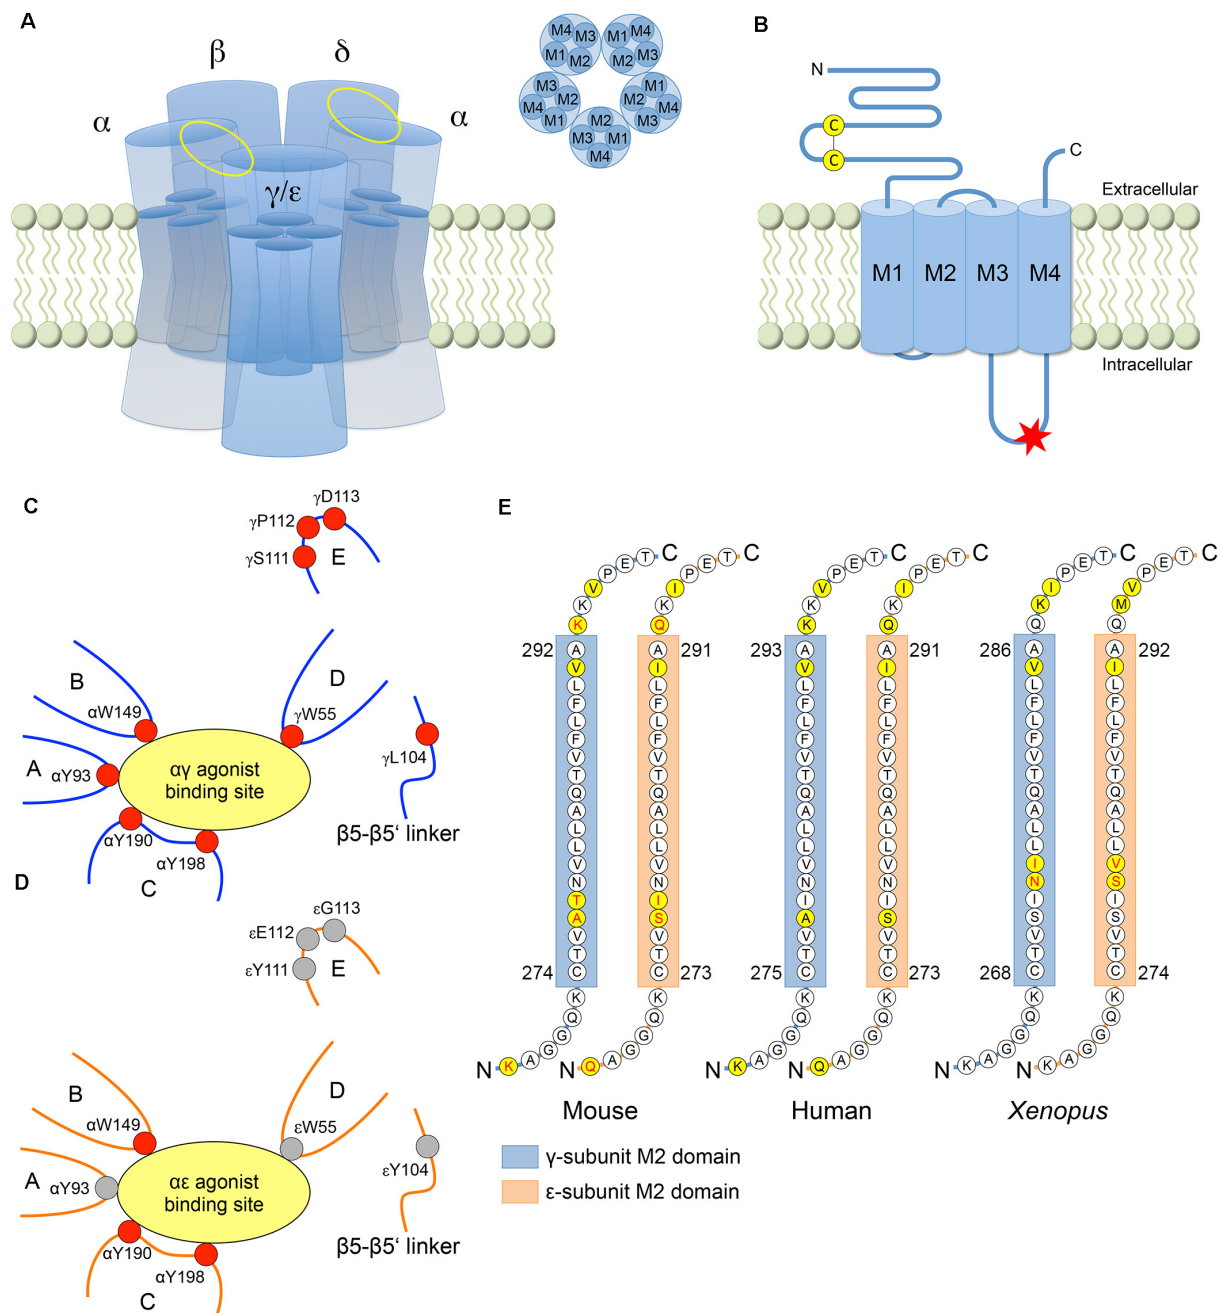 A
β
δ
α
α
γ/ε
M4
M3
M1
M2
M1
M4
M2
M3
M3
M2
M4
M1
M1
M2
M4
M3
M2
M3
M1
M4
B
N
C
C
C
Extracellular
M1
M2
M3
M4
Intracellular
C
γD113
γP112
γS111
E
B
D
αW149
γW55
A
αY93
αγ agonist
binding site
γL104
αY190
αY198
C
β5-β5‘ linker
D
εG113
εE112
εY111
E
B
D
αW149
εW55
A
αY93
αε agonist
binding site
εY104
αY190
αY198
C
β5-β5‘ linker
E
C
T
E
P
V
K
K
292
A
V
L
F
L
F
V
T
Q
A
L
L
V
N
T
A
V
T
C
274
K
Q
G
G
A
K
N
C
T
E
P
I
K
Q
291
A
I
L
F
L
F
V
T
Q
A
L
L
V
N
I
S
V
T
C
273
K
Q
G
G
A
Q
N
Mouse
C
T
E
P
V
K
K
293
A
V
L
F
L
F
V
T
Q
A
L
L
V
N
I
A
V
T
C
275
K
Q
G
G
A
K
N
C
T
E
P
I
K
Q
291
A
I
L
F
L
F
V
T
Q
A
L
L
V
N
I
S
V
T
C
273
K
Q
G
G
A
Q
N
Human
C
T
E
P
I
K
Q
286
A
V
L
F
L
F
V
T
Q
A
L
L
I
N
I
S
V
T
C
268
K
Q
G
G
A
K
N
C
T
E
P
V
M
Q
292
A
I
L
F
L
F
V
T
Q
A
L
L
V
S
I
S
V
T
C
274
K
Q
G
G
A
K
N
Xenopus
γ-subunit M2 domain
ε-subunit M2 domain